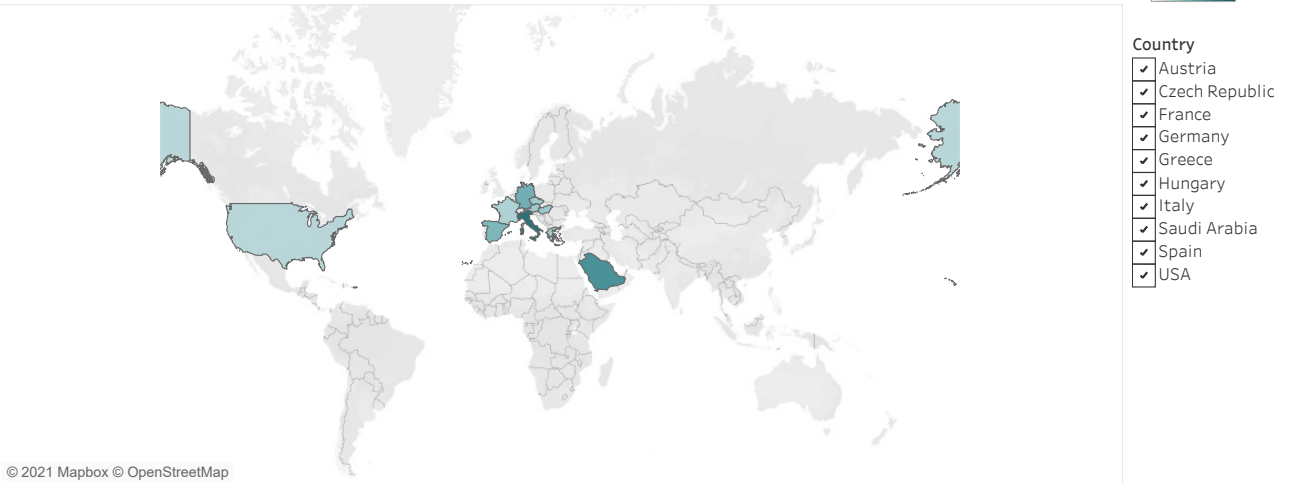 Country
Austria
Czech Republic
France
Germany
Greece
Hungary
Italy
Saudi Arabia
Spain
USA
© 2021 Mapbox © OpenStreetMap